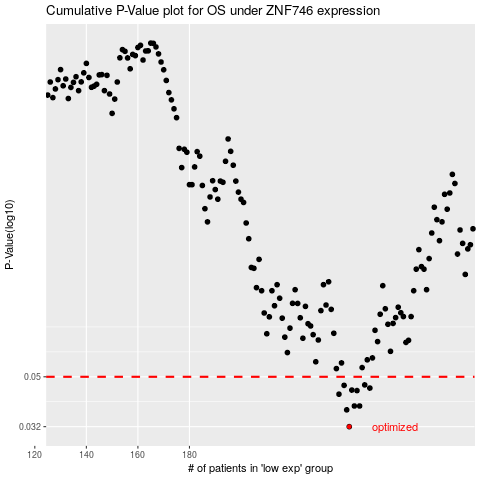 Cumulative P-Value plot for OS under ZNF746 expression
P-Value(log10)
0.05
0.032
optimized
120 140 160 180
# of patients in 'low exp' group